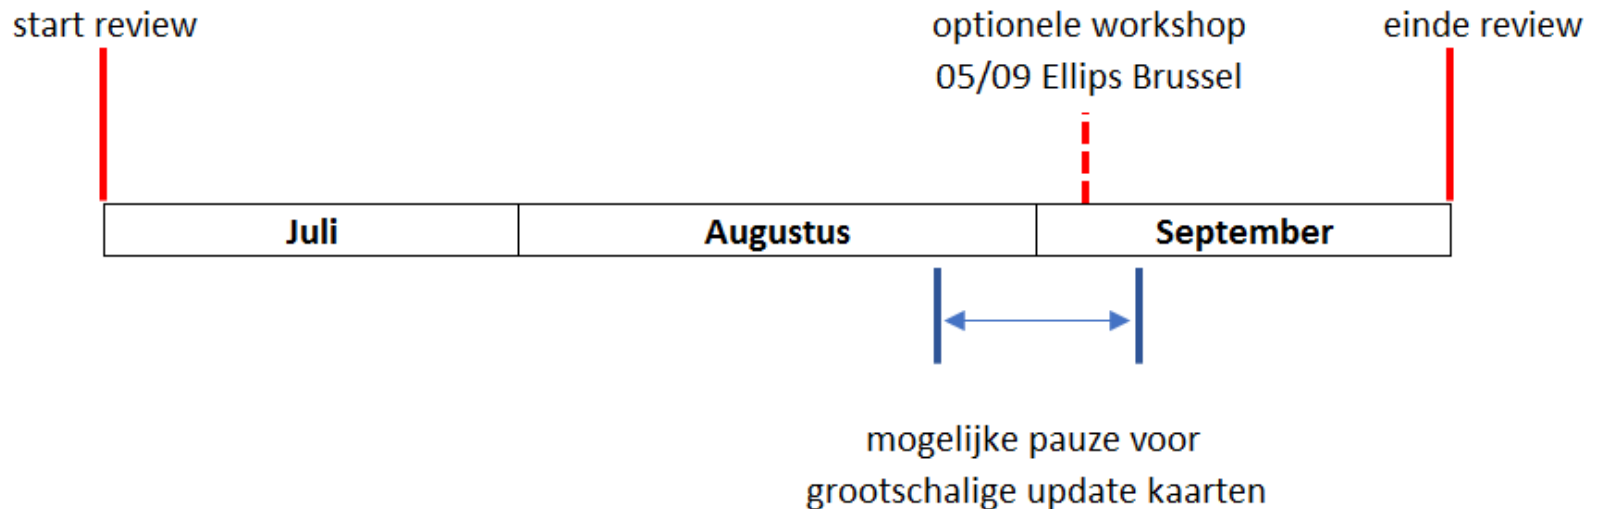 start review
optionele workshop
05/09 Ellips Brussel
einde review
Juli
Augustus
September
mogelijke pauze voor
grootschalige update kaarten